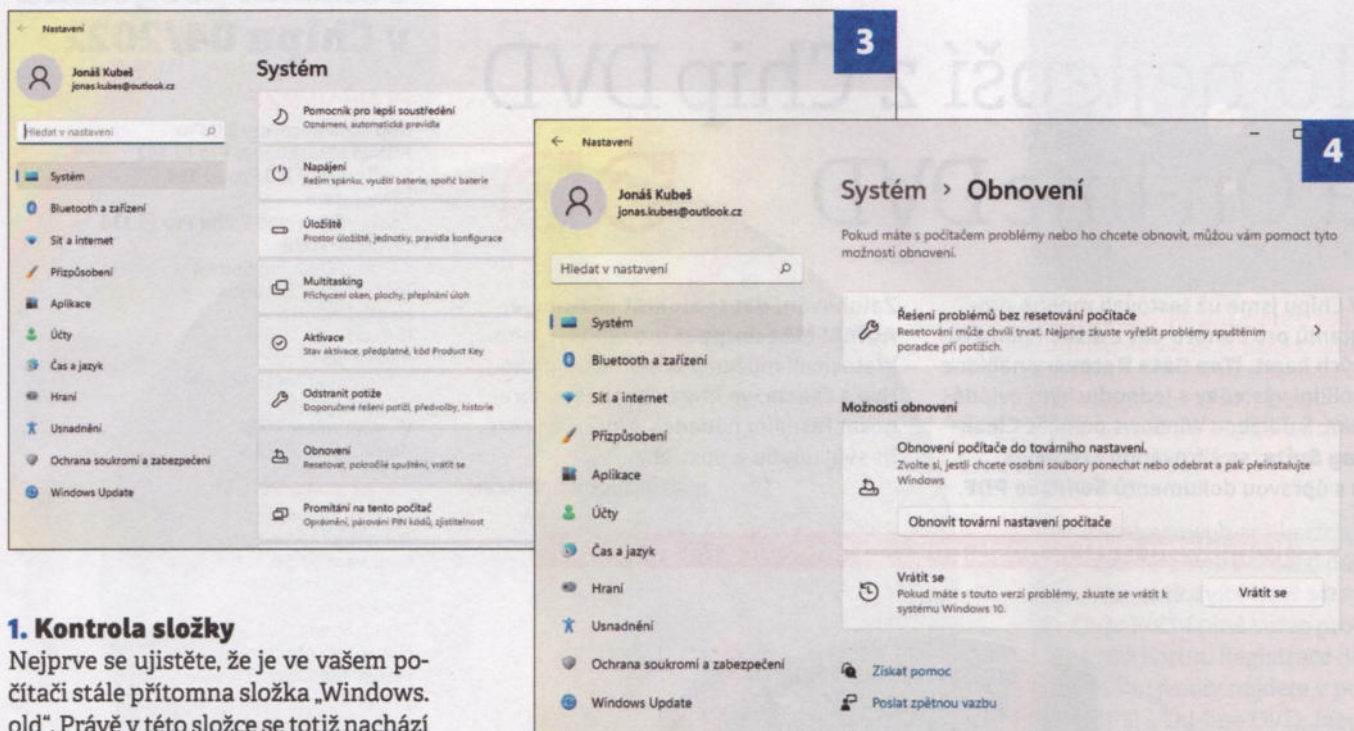 Nastavení
Jonáš Kubeš
jonas.kubes@outlook.cz
Hledat v nastavení
Systém
Bluetooth a zařízení
Síť a internet
Přizpůsobení
Aplikace
Účty
Čas a jazyk
Hraní
Usnadnění
Ochrana soukromí a zabezpečení
Windows Update
Systém
3
Pomocník pro lepší soustředění
Oznámení, automatická pravidla
Napájení
Režim spánku, využití baterie, spořič baterie
Úložiště
Prostor úložiště, jednotky, pravidla konfigurace
Multitasking
Přichycení oken, plochy, přepínání úloh
Aktivace
Stav aktivace, předplatné, kód Product Key
Odstranit potíže
Doporučené řešení potíží, předvolby, historie
Obnovení
Resetovat, pokročilé spuštění, vrátit se
Promítání na tento počítač
Oprávnění, párování PIN kódů, zjistitelnost
Nastavení
4
Jonáš Kubeš
jonas.kubes@outlook.cz
Hledat v nastavení
Systém
Bluetooth a zařízení
Síť a internet
Přizpůsobení
Aplikace
Účty
Čas a jazyk
Hraní
Usnadnění
Ochrana soukromí a zabezpečení
Windows Update
Systém › Obnovení
Pokud máte s počítačem problémy nebo ho chcete obnovit, můžou vám pomoct tyto
možnosti obnovení.
Řešení problémů bez resetování počítače
Resetování může chvíli trvat. Nejprve zkuste vyřešit problémy spuštěním
poradce při potížích.
Možnosti obnovení
Obnovení počítače do továrního nastavení.
Zvolte si, jestli chcete osobní soubory ponechat nebo odebrat a pak přeinstalujte
Windows
Obnovit tovární nastavení počítače
Vrátit se
Pokud máte s touto verzí problémy, zkuste se vrátit k
systému Windows 10.
Vrátit se
Získat pomoc
Poslat zpětnou vazbu
1. Kontrola složky
Nejprve se ujistěte, že je ve vašem po-
čítači stále přítomna složka „Windows.
old“. Právě v této složce se totiž nachází